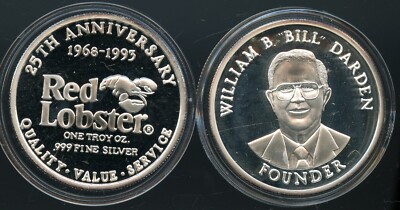 25TH ANNIVERSARY
1968-1993
Red
Lobster®
ONE TROY OZ.
.999 FINE SILVER
QUALITY · VALUE · SERVICE
WILLIAM B. "BILL" DARDEN
FOUNDER